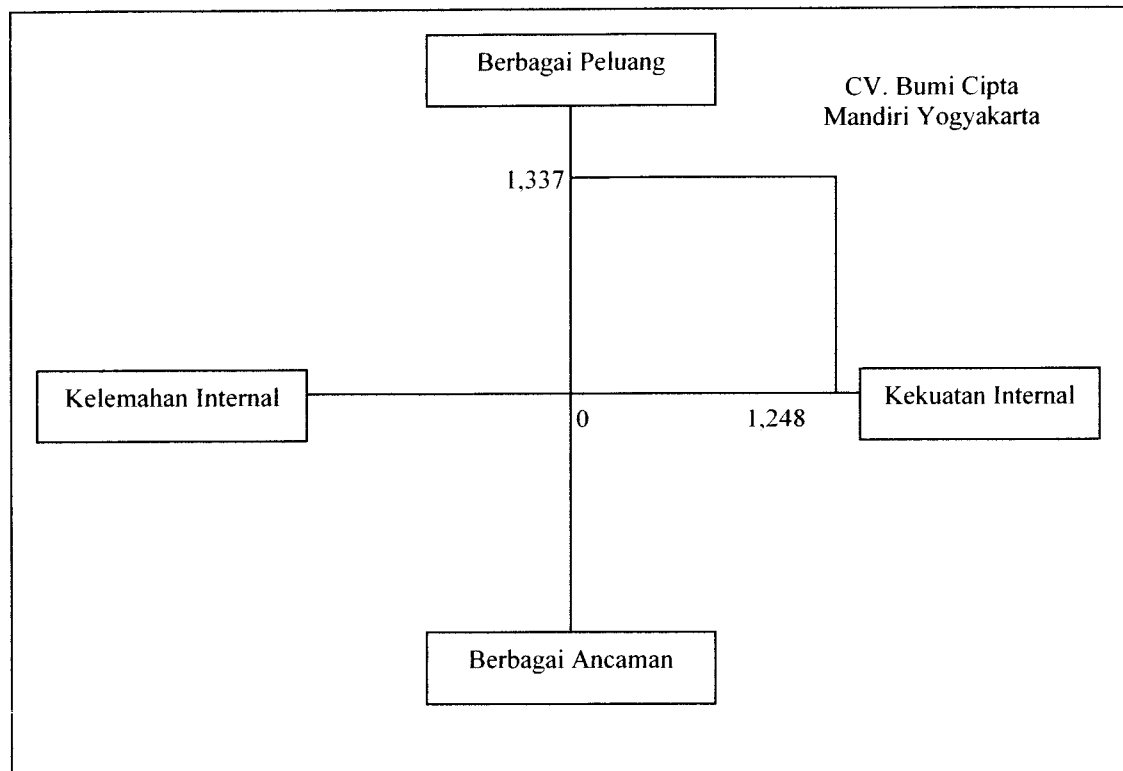 Berbagai Peluang
CV. Bumi Cipta
Mandiri Yogyakarta
1,337
Kelemahan Internal
0
1,248
Kekuatan Internal
Berbagai Ancaman